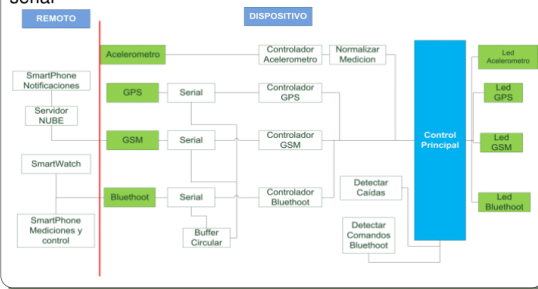 señal
REMOTO
DISPOSITIVO
Acelerometro
Controlador
Acelerometro
Normalizar
Medicion
Led
Acelerometro
SmartPhone
Notificaciones
GPS
Serial
Controlador
GPS
Led
GPS
Servidor
NUBE
GSM
Serial
Controlador
GSM
Control
Principal
Led
GSM
SmartWatch
Bluethoot
Serial
Controlador
Bluethoot
Detectar
Caídas
Led
Bluethoot
SmartPhone
Mediciones y
control
Buffer
Circular
Detectar
Comandos
Bluethoot